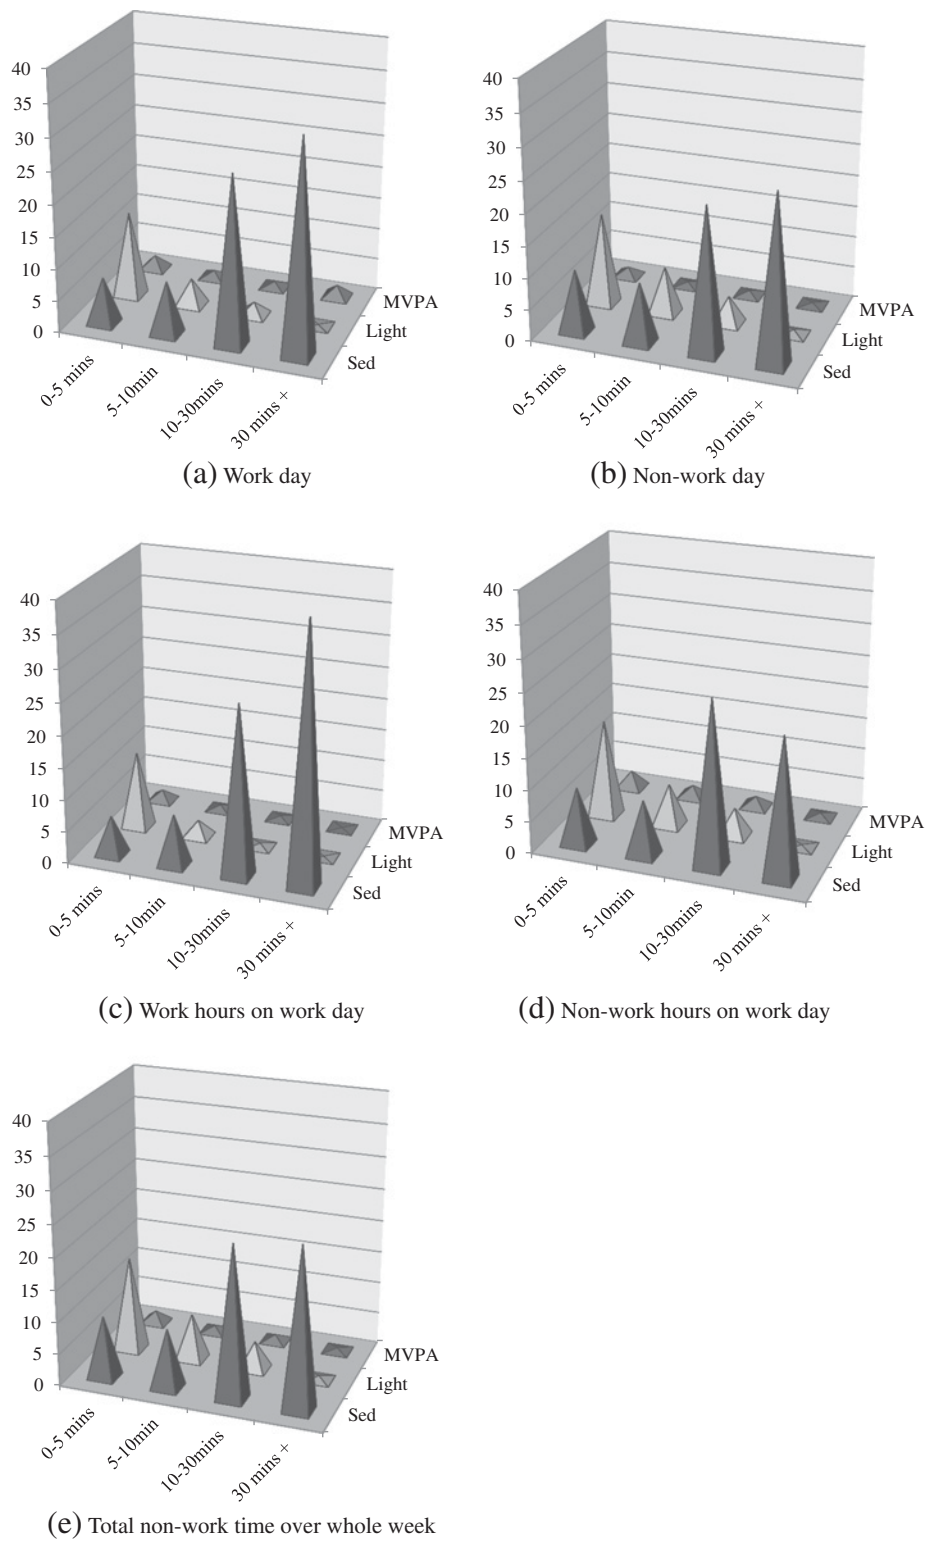 40
35
30
25
20
15
10
5
0
MVPA
Light
Sed
0-5 mins
5-10min
10-30mins
30 mins +
(a) Work day
40
35
30
25
20
15
10
5
0
MVPA
Light
Sed
0-5 mins
5-10min
10-30mins
30 mins +
(b) Non-work day
40
35
30
25
20
15
10
5
0
MVPA
Light
Sed
0-5 mins
5-10min
10-30mins
30 mins +
(c) Work hours on work day
40
35
30
25
20
15
10
5
0
MVPA
Light
Sed
0-5 mins
5-10min
10-30mins
30 mins +
(d) Non-work hours on work day
40
35
30
25
20
15
10
5
0
MVPA
Light
Sed
0-5 mins
5-10min
10-30mins
30 mins +
(e) Total non-work time over whole week